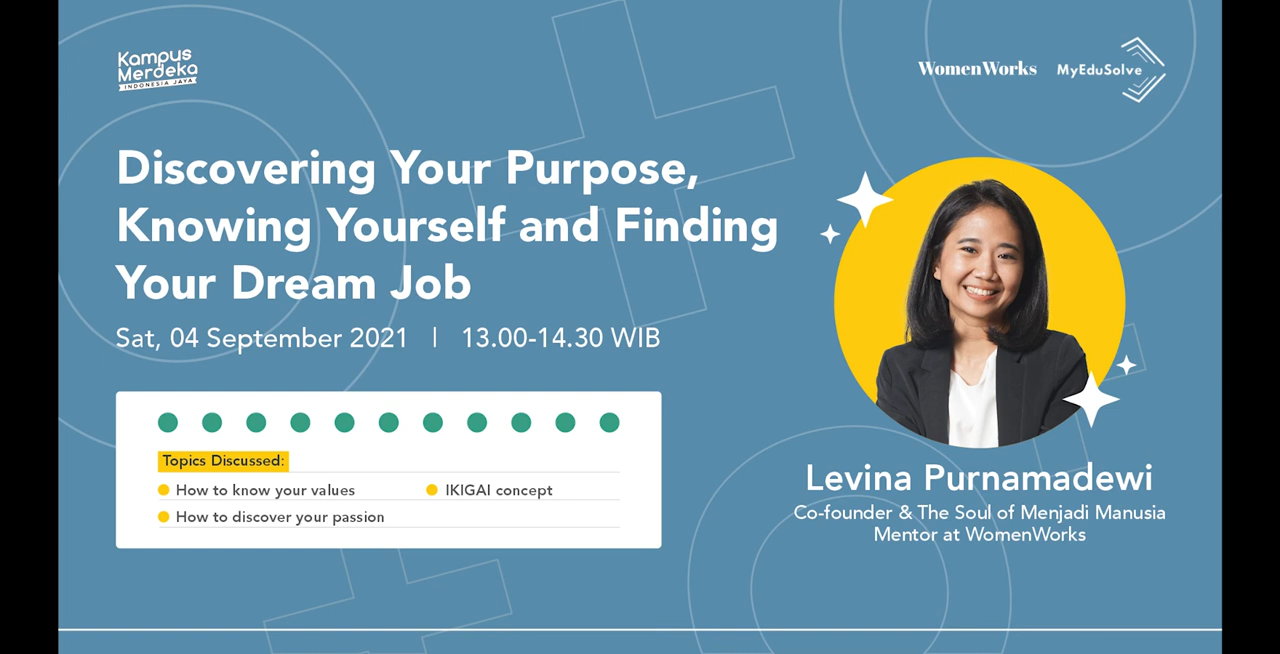 Kampus
Merdeka
INDONESIA JAYA
WomenWorks
MyEduSolve
Discovering Your Purpose,
Knowing Yourself and Finding
Your Dream Job
Sat, 04 September 2021 | 13.00-14.30 WIB
Topics Discussed:
How to know your values
IKIGAI concept
How to discover your passion
Levina Purnamadewi
Co-founder & The Soul of Menjadi Manusia
Mentor at WomenWorks